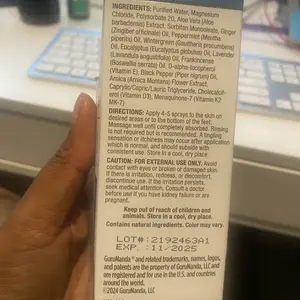 INGREDIENTS: Purified Water, Magnesium
Chloride, Polysorbate 20, Aloe Vera (Aloe
barbadensis) Extract, Sorbitan Monooleate, Ginger
(Zingiber officinale) Oil, Peppermint (Mentha
piperita) Oil, Wintergreen (Gaultheria procumbens)
Oil, Eucalyptus (Eucalyptus globulus) Oil, Lavender
(Lavandula angustifolia) Oil, Frankincense
(Boswellia serrata) Oil, D-alpha-tocopherol
(Vitamin E), Black Pepper (Piper nigrum) Oil,
Arnica (Arnica Montana) Flower Extract,
Caprylic/Capric/Lauric Triglyceride, Cholecalcif-
erol (Vitamin D3), Menaquinone-7 (Vitamin K2
MK-7)
DIRECTIONS: Apply 4-5 sprays to the skin on
desired areas or to the bottom of the feet.
Massage well until completely absorbed. Rinsing
is not required but is recommended. A tingling
sensation or itchiness may occur after application
which is normal, and should subside with
consistent use. Store in a cool, dry place.
CAUTION: FOR EXTERNAL USE ONLY. Avoid
contact with eyes or broken or damaged skin.
If there is irritation, redness, or discomfort,
discontinue use. If the irritation persists,
seek medical attention. Consult a doctor
before use if you have kidney failure or are
pregnant.
Keep out of reach of children and
animals. Store in a cool, dry place.
Contains natural ingredients. Color may vary.
LOT#: 2192463A1
EXP. : 11/2025
GuruNanda® and related trademarks, names,
logos, and patents are the property of GuruNanda, LLC and
are registered and for use in the U.S. and countries
around the world.
©2024 GuruNanda, LLC